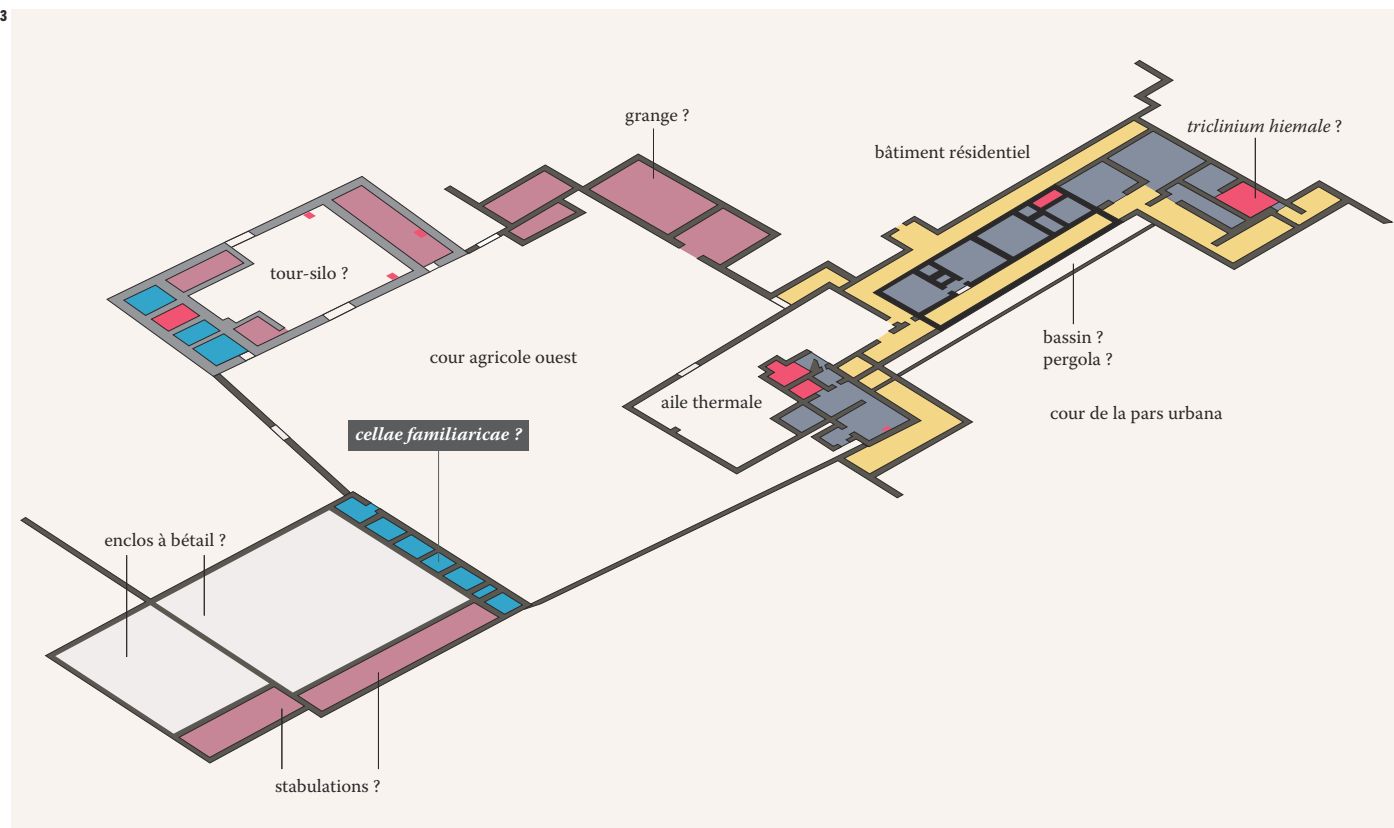 3
grange ?
triclinium hiemale ?
bâtiment résidentiel
tour-silo ?
bassin ?
pergola ?
cour agricole ouest
aile thermale
cour de la pars urbana
cellae familiaricae ?
enclos à bétail ?
stabulations ?